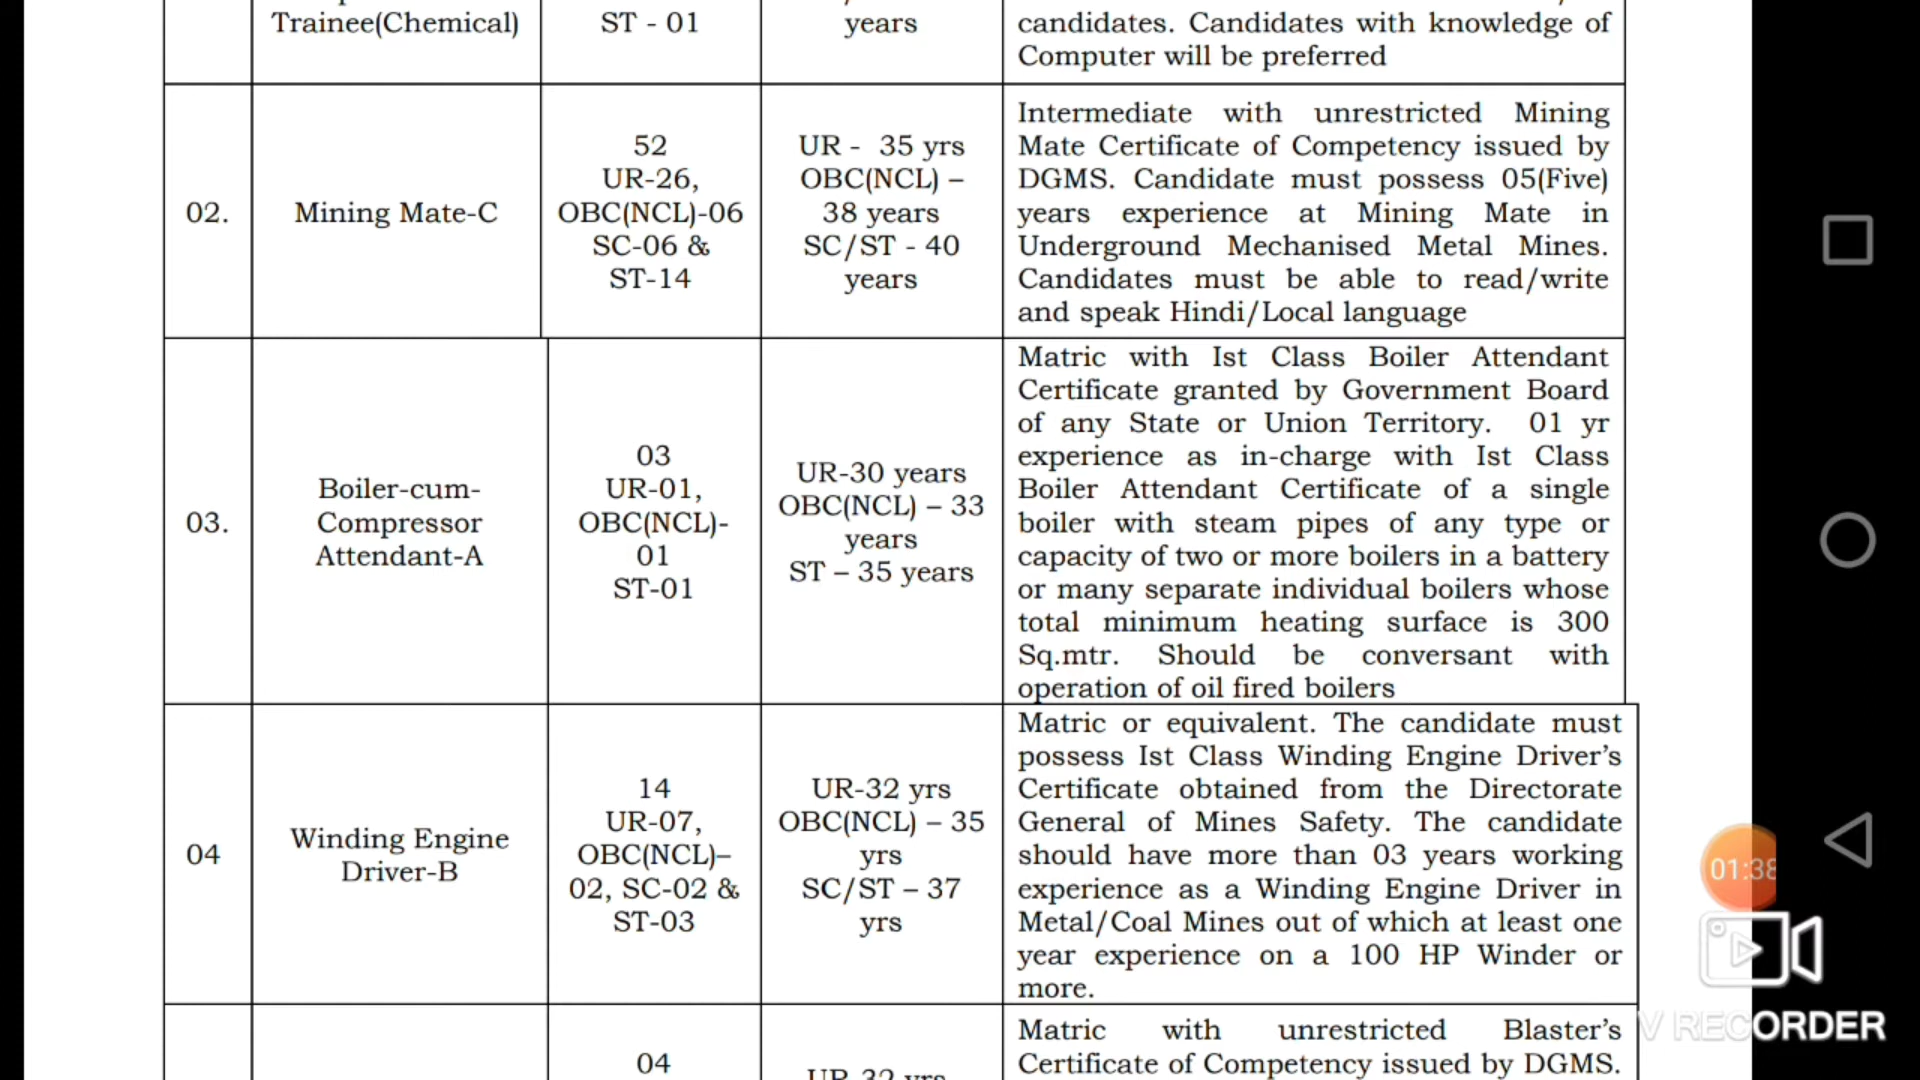 Trainee(Chemical)
ST - 01
years
candidates. Candidates with knowledge of
Computer will be preferred
02.
Mining Mate-C
52
UR-26,
OBC(NCL)-06
SC-06 &
ST-14
UR - 35 yrs
OBC(NCL) –
38 years
SC/ST - 40
years
Intermediate with unrestricted Mining
Mate Certificate of Competency issued by
DGMS. Candidate must possess 05(Five)
years experience at Mining Mate in
Underground Mechanised Metal Mines.
Candidates must be able to read/write
and speak Hindi/Local language
03.
Boiler-cum-
Compressor
Attendant-A
03
UR-01,
OBC(NCL)-
01
ST-01
UR-30 years
OBC(NCL) – 33
years
ST – 35 years
Matric with Ist Class Boiler Attendant
Certificate granted by Government Board
of any State or Union Territory. 01 yr
experience as in-charge with Ist Class
Boiler Attendant Certificate of a single
boiler with steam pipes of any type or
capacity of two or more boilers in a battery
or many separate individual boilers whose
total minimum heating surface is 300
Sq.mtr. Should be conversant with
operation of oil fired boilers
04
Winding Engine
Driver-B
14
UR-07,
OBC(NCL)–
02, SC-02 &
ST-03
UR-32 yrs
OBC(NCL) – 35
yrs
SC/ST – 37
yrs
Matric or equivalent. The candidate must
possess Ist Class Winding Engine Driver’s
Certificate obtained from the Directorate
General of Mines Safety. The candidate
should have more than 03 years working
experience as a Winding Engine Driver in
Metal/Coal Mines out of which at least one
year experience on a 100 HP Winder or
more.
04
UR-32 yrs
Matric with unrestricted Blaster’s
Certificate of Competency issued by DGMS.
01:38
V RECORDER